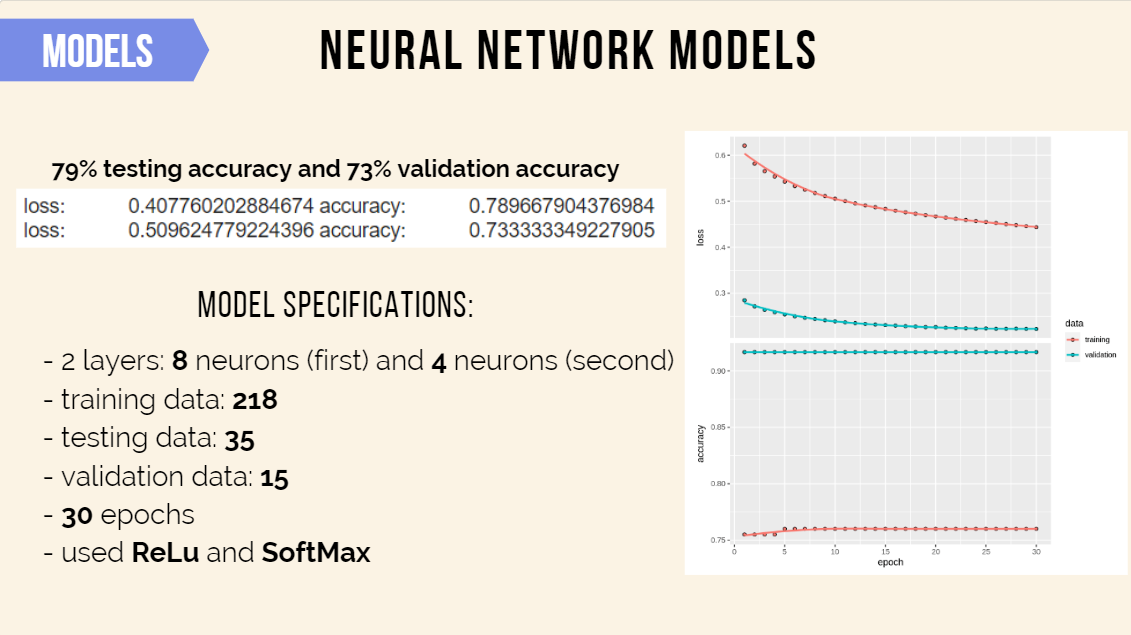 MODELS
NEURAL NETWORK MODELS
79% testing accuracy and 73% validation accuracy
loss: 0.407760202884674 accuracy: 0.789667904376984
loss: 0.509624779224396 accuracy: 0.733333349227905
MODEL SPECIFICATIONS:
- 2 layers: 8 neurons (first) and 4 neurons (second)
- training data: 218
- testing data: 35
- validation data: 15
- 30 epochs
- used ReLu and SoftMax
0.6
0.5
0.4
0.3
loss
0.90
0.85
0.80
0.75
accuracy
0 5 10 15 20 25 30
epoch
data
training
validation